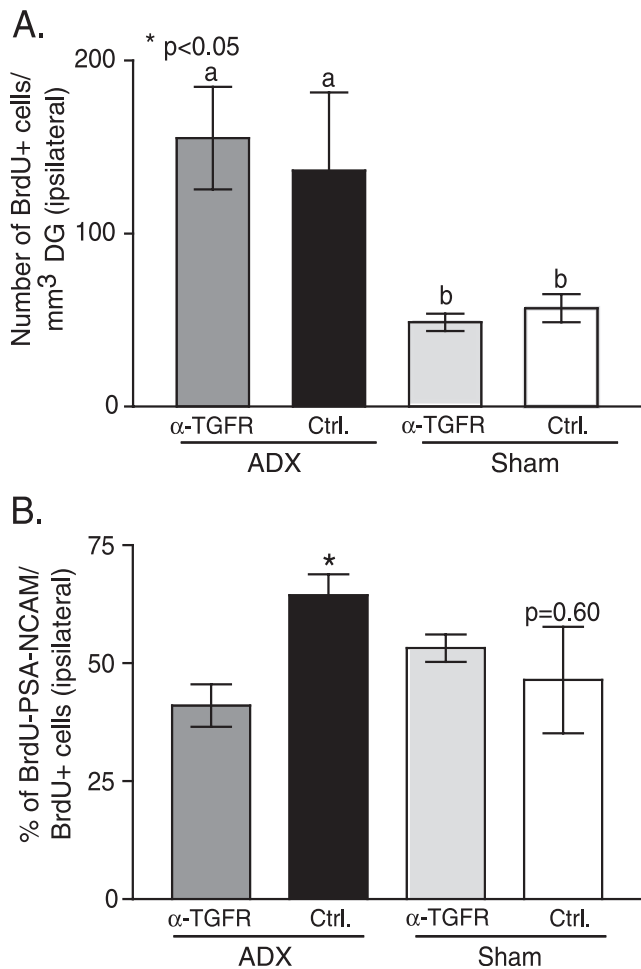 A.
* p<0.05
Number of BrdU+ cells/
mm³ DG (ipsilateral)
200
100
0
a
a
b
b
α-TGFR
Ctrl.
α-TGFR
Ctrl.
ADX
Sham
B.
% of BrdU-PSA-NCAM/
BrdU+ cells (ipsilateral)
75
50
25
0
*
p=0.60
α-TGFR
Ctrl.
α-TGFR
Ctrl.
ADX
Sham